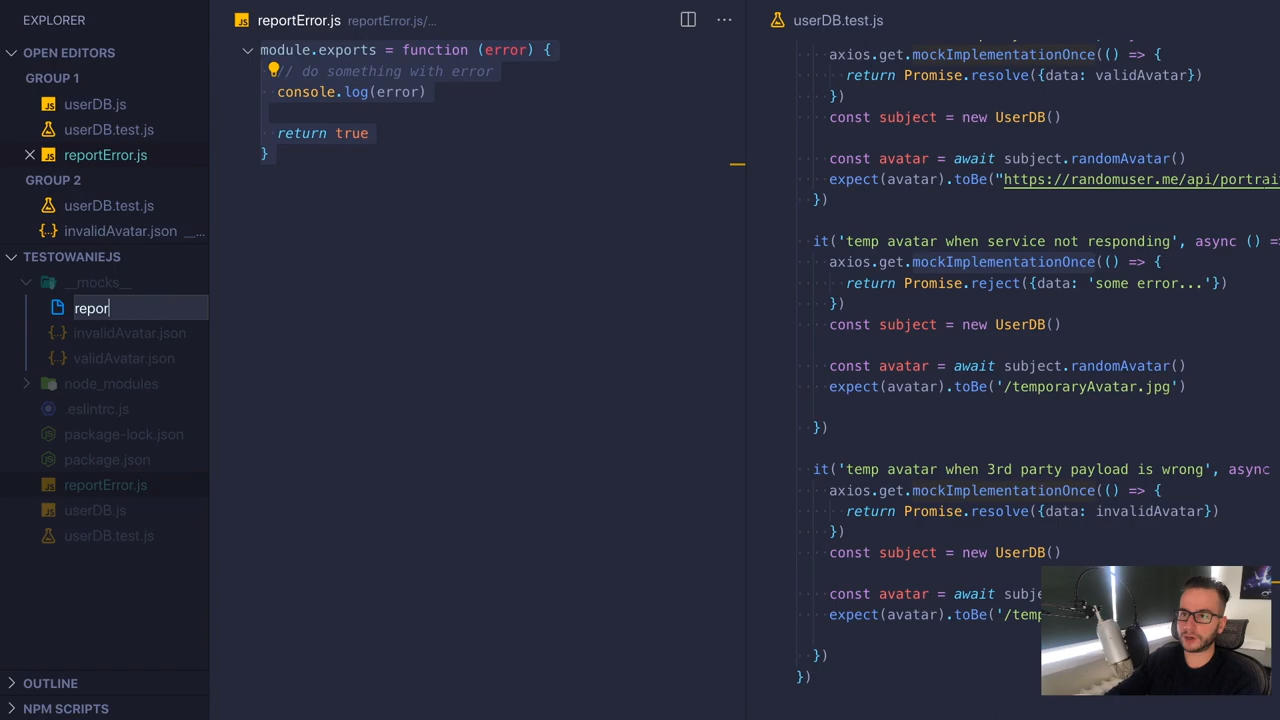 EXPLORER
OPEN EDITORS
GROUP 1
userDB.js
userDB.test.js
reportError.js
GROUP 2
userDB.test.js
invalidAvatar.json __...
TESTOWANIEJS
__mocks__
repor
invalidAvatar.json
validAvatar.json
node_modules
.eslintrc.js
package-lock.json
package.json
reportError.js
userDB.js
userDB.test.js
OUTLINE
NPM SCRIPTS
reportError.js reportError.js/...
module.exports = function (error) {
// do something with error
console.log(error)
return true
}
userDB.test.js
axios.get.mockImplementationOnce(() => {
return Promise.resolve({data: validAvatar})
})
const subject = new UserDB()
const avatar = await subject.randomAvatar()
expect(avatar).toBe("https://randomuser.me/api/portrai
})
it('temp avatar when service not responding', async () =>
axios.get.mockImplementationOnce(() => {
return Promise.reject({data: 'some error...'})
})
const subject = new UserDB()
const avatar = await subject.randomAvatar()
expect(avatar).toBe('/temporaryAvatar.jpg')
})
it('temp avatar when 3rd party payload is wrong', async
axios.get.mockImplementationOnce(() => {
return Promise.resolve({data: invalidAvatar})
})
const subject = new UserDB()
const avatar = await subje
expect(avatar).toBe('/temp
})
})